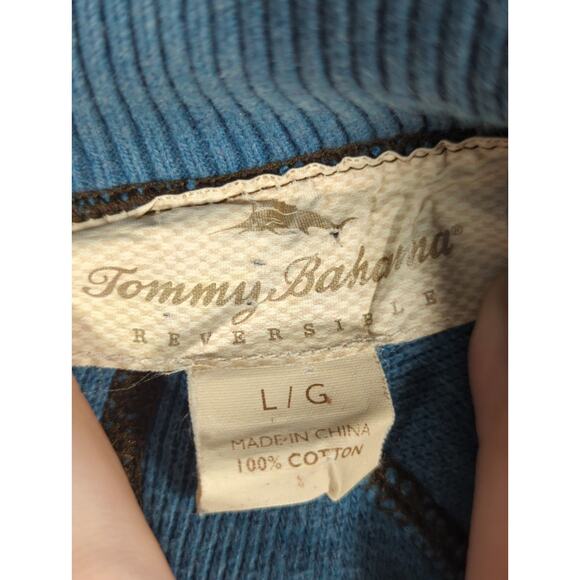 Tommy Bahama®
REVERSIBLE
L/G
MADE IN CHINA
100% COTTON